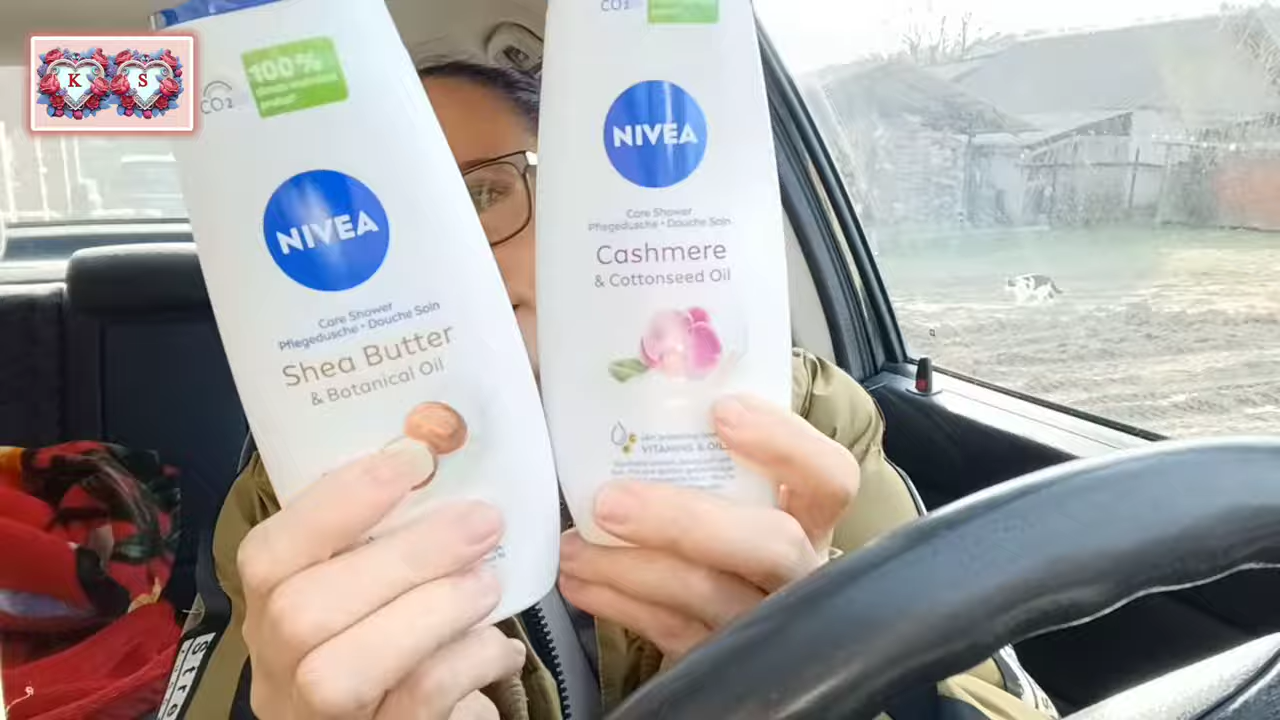 K S
CO2
100%
NIVEA
Care Shower
Pflegedusche • Douche Soin
Shea Butter
& Botanical Oil
CO2
NIVEA
Care Shower
Pflegedusche • Douche Soin
Cashmere
& Cottonseed Oil
VITAMINS & OIL